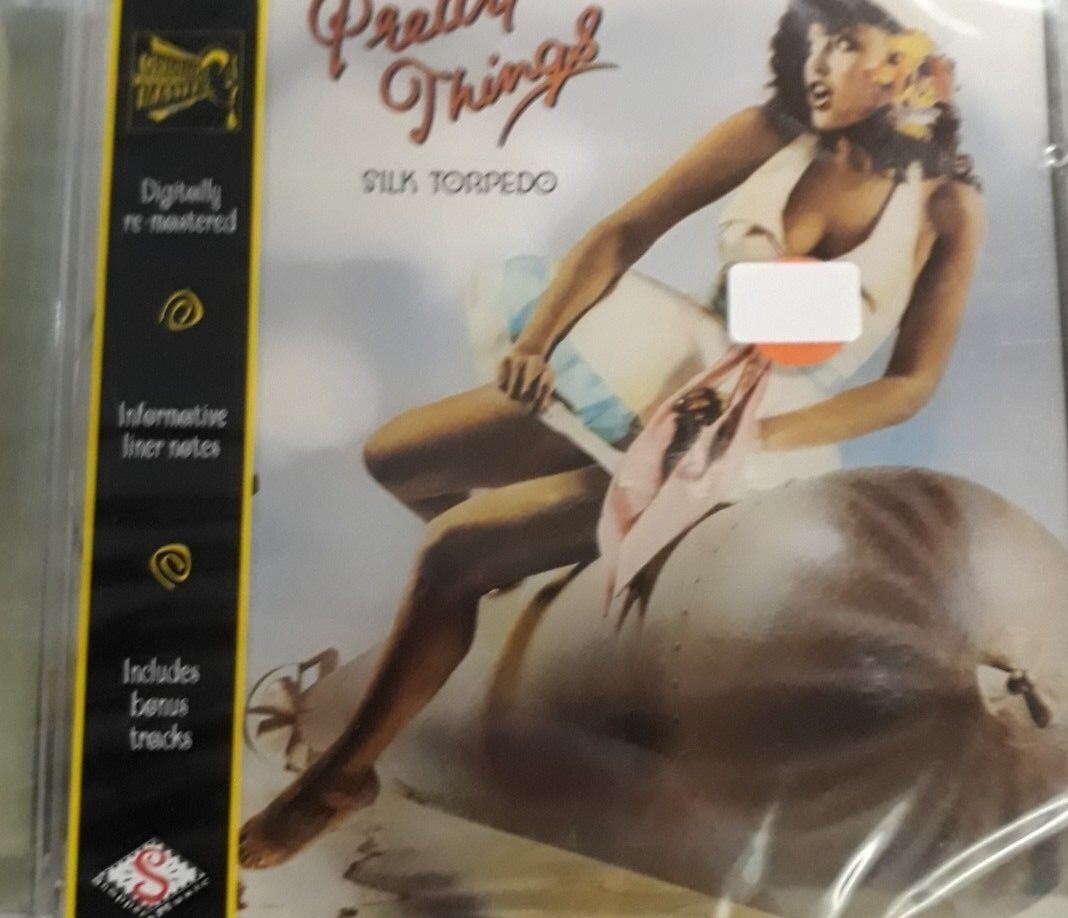 Pretty
Things
SILK TORPEDO
Digitally
re-mastered
Informative
liner notes
Includes
bonus
tracks
S